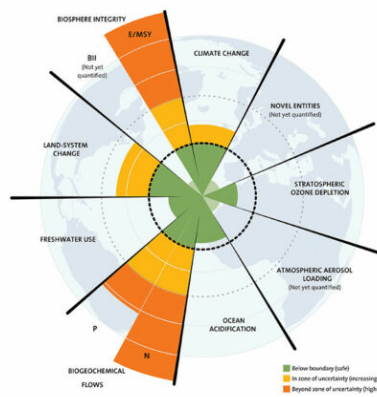 BIOSPHERE INTEGRITY
E/MSY
CLIMATE CHANGE
BII
(Not yet
quantified)
NOVEL ENTITIES
(Not yet quantified)
LAND-SYSTEM
CHANGE
STRATOSPHERIC
OZONE DEPLETION
FRESHWATER USE
ATMOSPHERIC AEROSOL
LOADING
(Not yet quantified)
P
OCEAN
ACIDIFICATION
N
BIOGEOCHEMICAL
FLOWS
Below boundary (safe)
In zone of uncertainty (increasing
Beyond zone of uncertainty (high